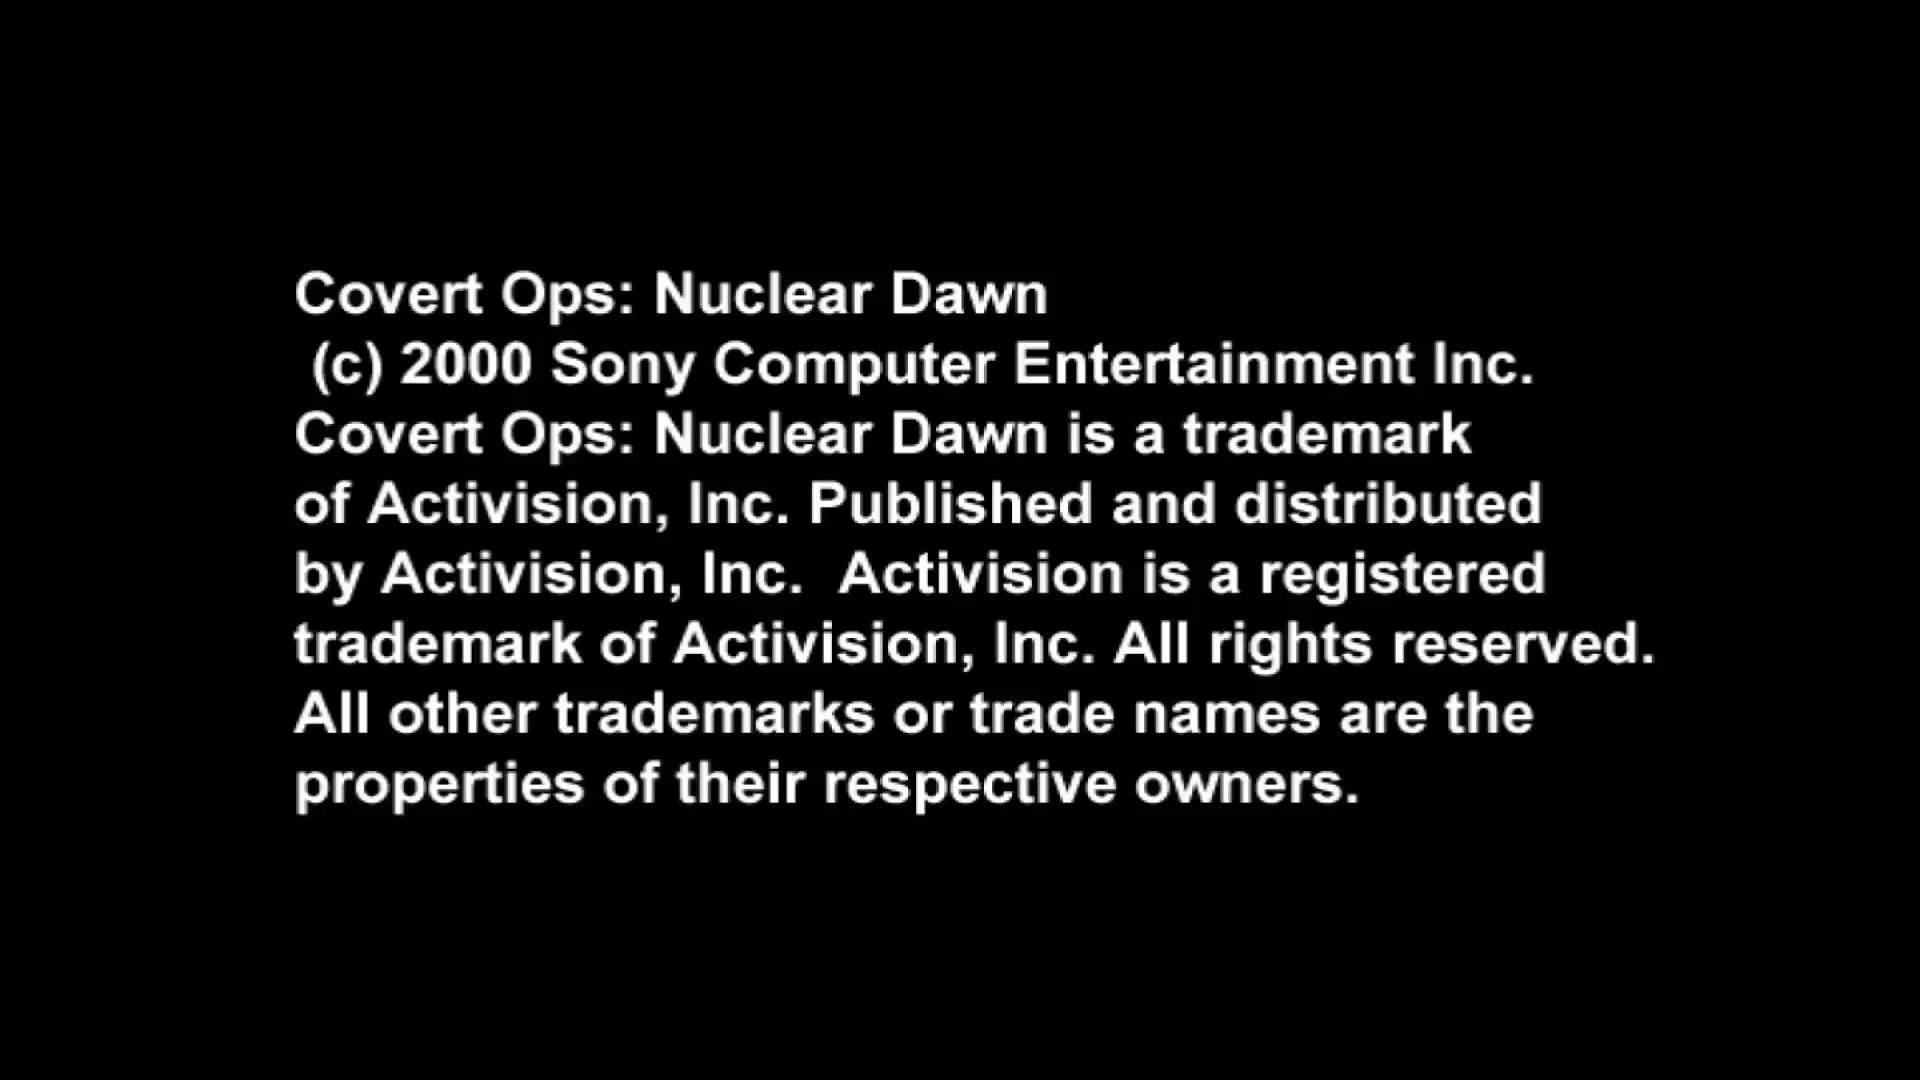 Covert Ops: Nuclear Dawn
(c) 2000 Sony Computer Entertainment Inc.
Covert Ops: Nuclear Dawn is a trademark
of Activision, Inc. Published and distributed
by Activision, Inc.  Activision is a registered
trademark of Activision, Inc. All rights reserved.
All other trademarks or trade names are the
properties of their respective owners.